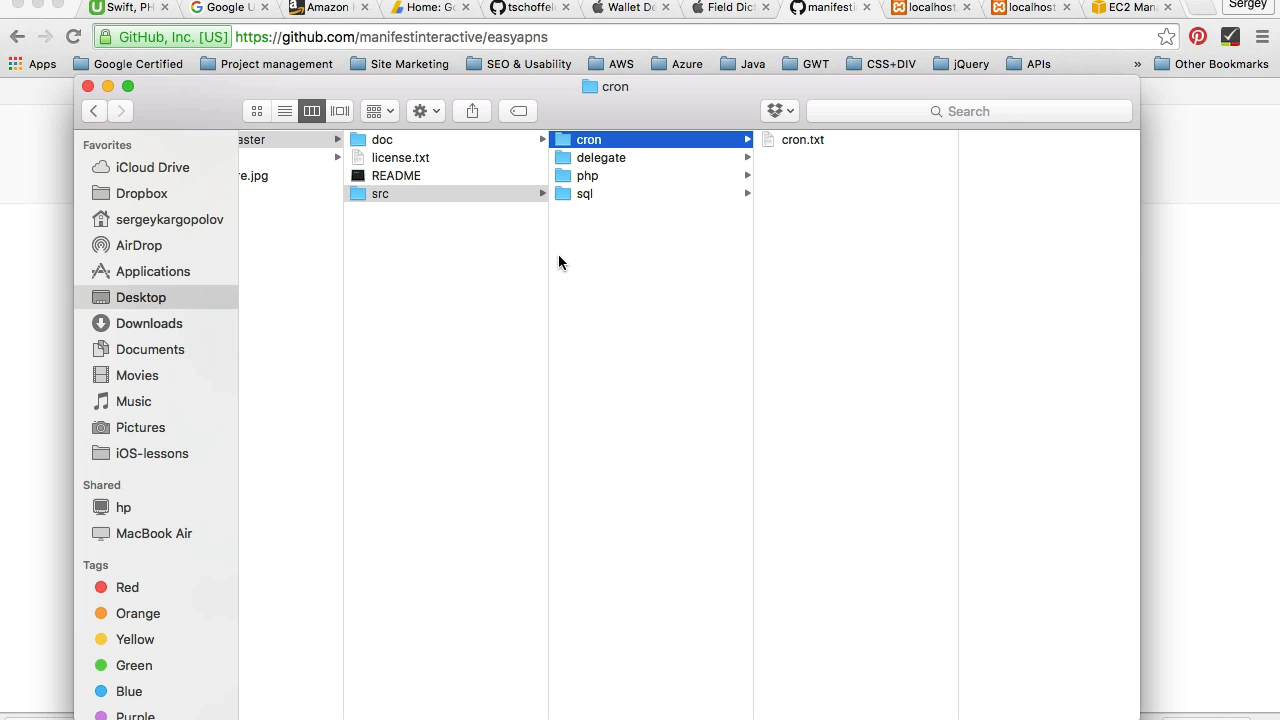 Swift, PH
Google U
Amazon
Home: Go
tschoffel
Wallet De
Field Dic
manifesti
localhost
localhost
EC2 Man
Sergey
GitHub, Inc. [US] https://github.com/manifestinteractive/easyapns
Apps Google Certified Project management Site Marketing SEO & Usability AWS Azure Java GWT CSS+DIV jQuery APIs » Other Bookmarks
cron
Search
Favorites
iCloud Drive
Dropbox
sergeykargopolov
AirDrop
Applications
Desktop
Downloads
Documents
Movies
Music
Pictures
iOS-lessons
Shared
hp
MacBook Air
Tags
Red
Orange
Yellow
Green
Blue
Purple
aster
re.jpg
doc
license.txt
README
src
cron
delegate
php
sql
cron.txt